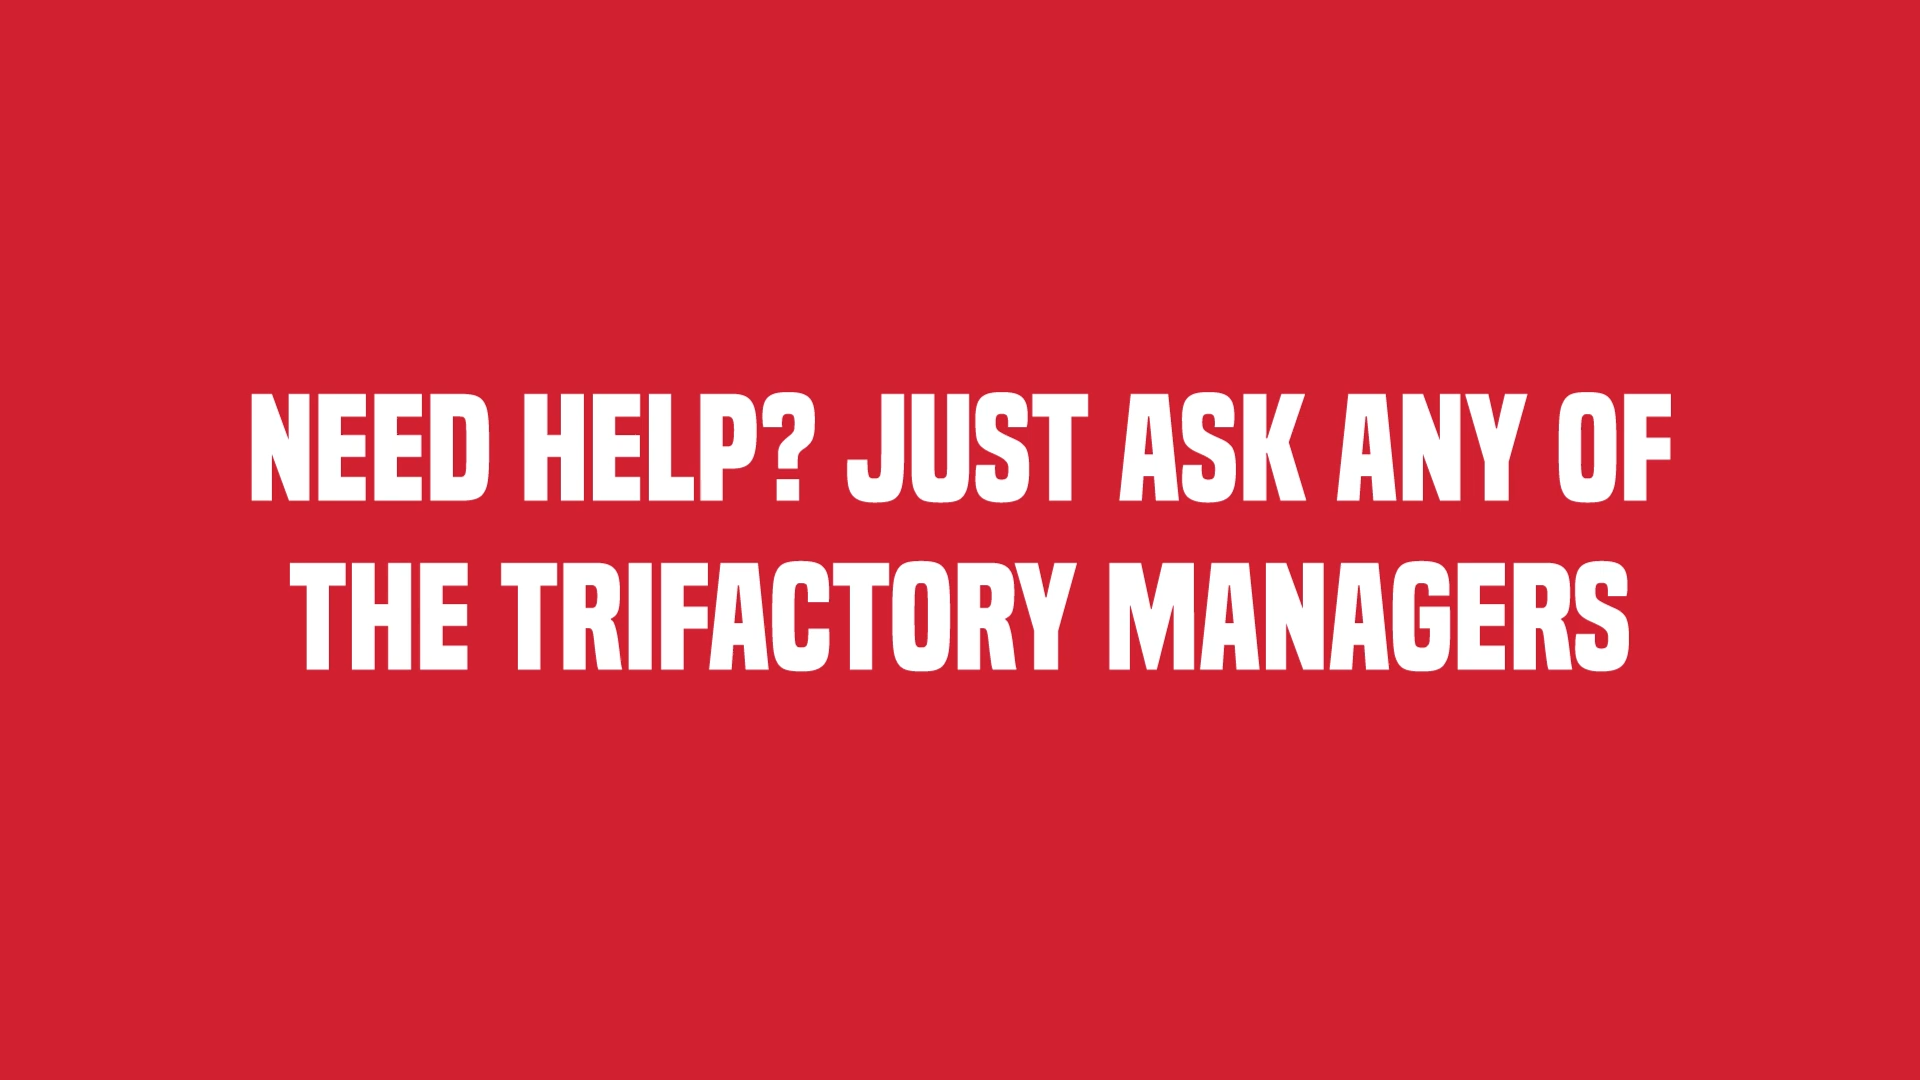 NEED HELP? JUST ASK ANY OF
THE TRIFACTORY MANAGERS